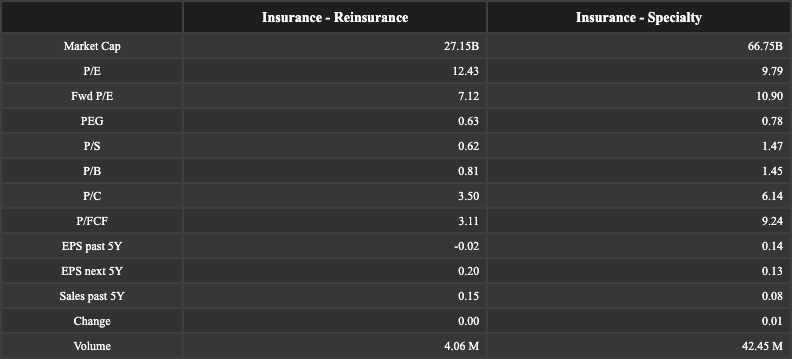 Insurance - Reinsurance Insurance - Specialty
Market Cap 27.15B 66.75B
P/E 12.43 9.79
Fwd P/E 7.12 10.90
PEG 0.63 0.78
P/S 0.62 1.47
P/B 0.81 1.45
P/C 3.50 6.14
P/FCF 3.11 9.24
EPS past 5Y -0.02 0.14
EPS next 5Y 0.20 0.13
Sales past 5Y 0.15 0.08
Change 0.00 0.01
Volume 4.06 M 42.45 M